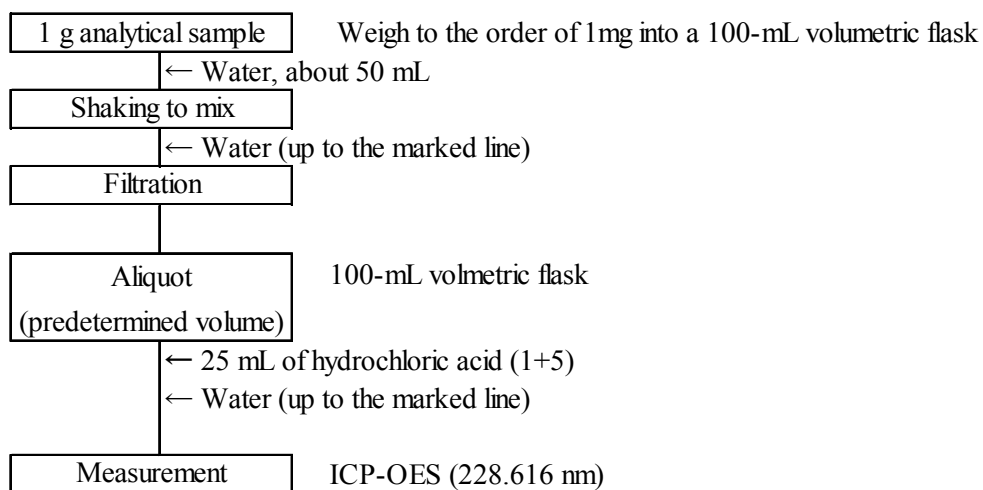 1 g analytical sample Weigh to the order of 1mg into a 100-mL volumetric flask
← Water, about 50 mL
Shaking to mix
← Water (up to the marked line)
Filtration
Aliquot 100-mL volmetric flask
(predetermined volume)
← 25 mL of hydrochloric acid (1+5)
← Water (up to the marked line)
Measurement ICP-OES (228.616 nm)